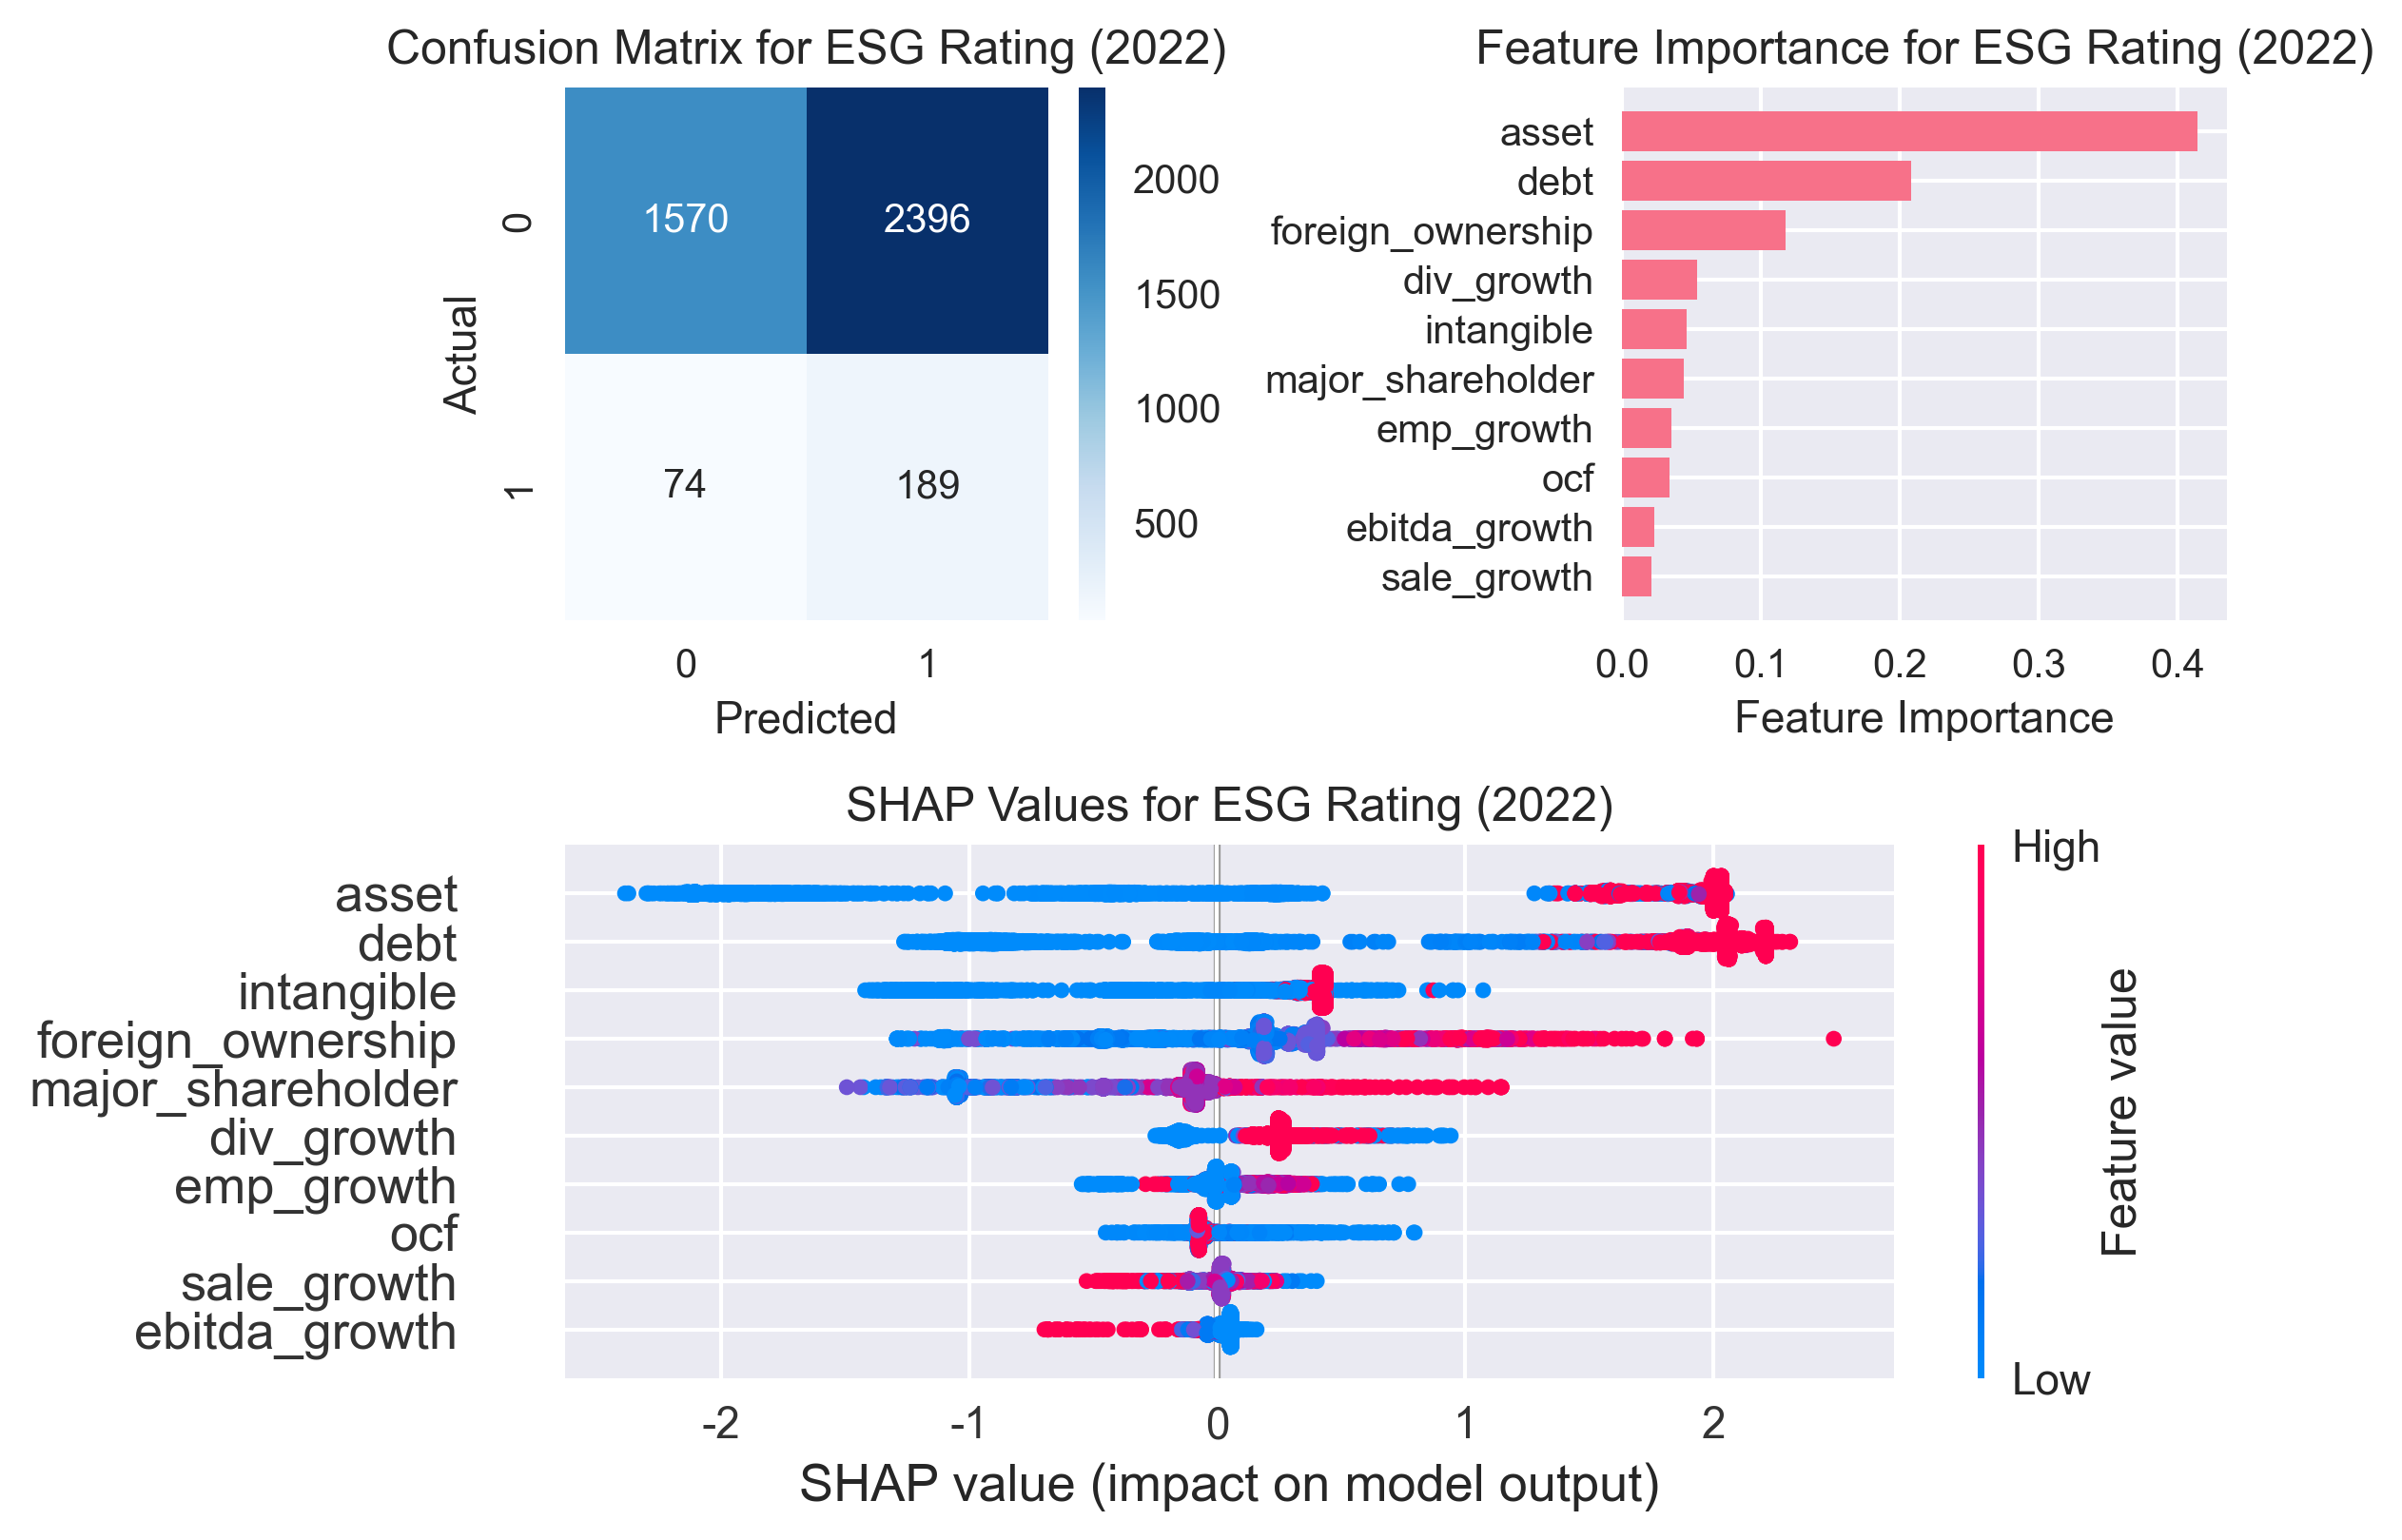 Confusion Matrix for ESG Rating (2022)
1570
2396
74
189
0
1
Actual
0
1
Predicted
2000
1500
1000
500
Feature Importance for ESG Rating (2022)
asset
debt
foreign_ownership
div_growth
intangible
major_shareholder
emp_growth
ocf
ebitda_growth
sale_growth
0.0
0.1
0.2
0.3
0.4
Feature Importance
SHAP Values for ESG Rating (2022)
asset
debt
intangible
foreign_ownership
major_shareholder
div_growth
emp_growth
ocf
sale_growth
ebitda_growth
-2
-1
0
1
2
SHAP value (impact on model output)
High
Feature value
Low